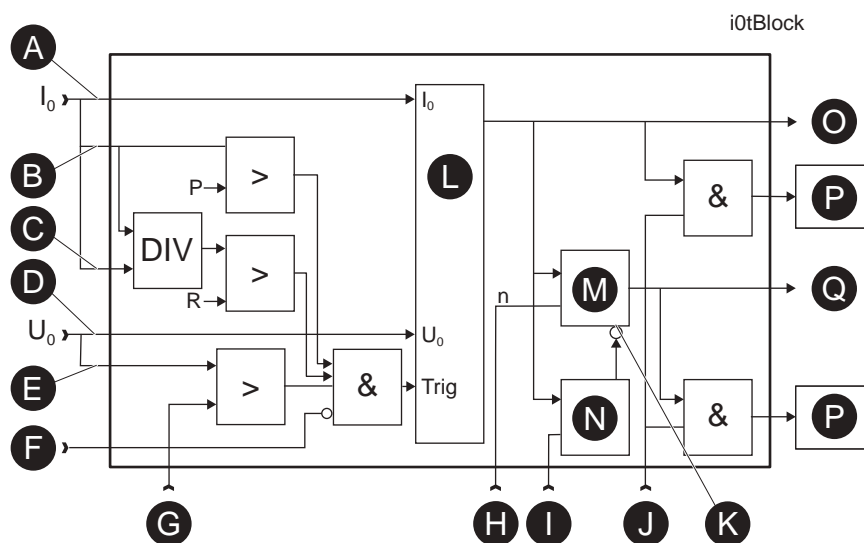 i0tBlock
A
I₀
I₀
O
B
>
P
L
&
P
C
DIV
>
R
D
n
M
Q
U₀
U₀
E
>
&
Trig
N
&
P
F
G
H
I
J
K